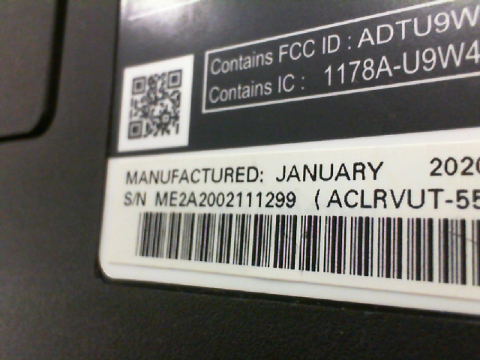 Contains FCC ID : ADTU9W
Contains IC : 1178A-U9W4
MANUFACTURED: JANUARY 2020
S/N ME2A2002111299 (ACLRVUT-55